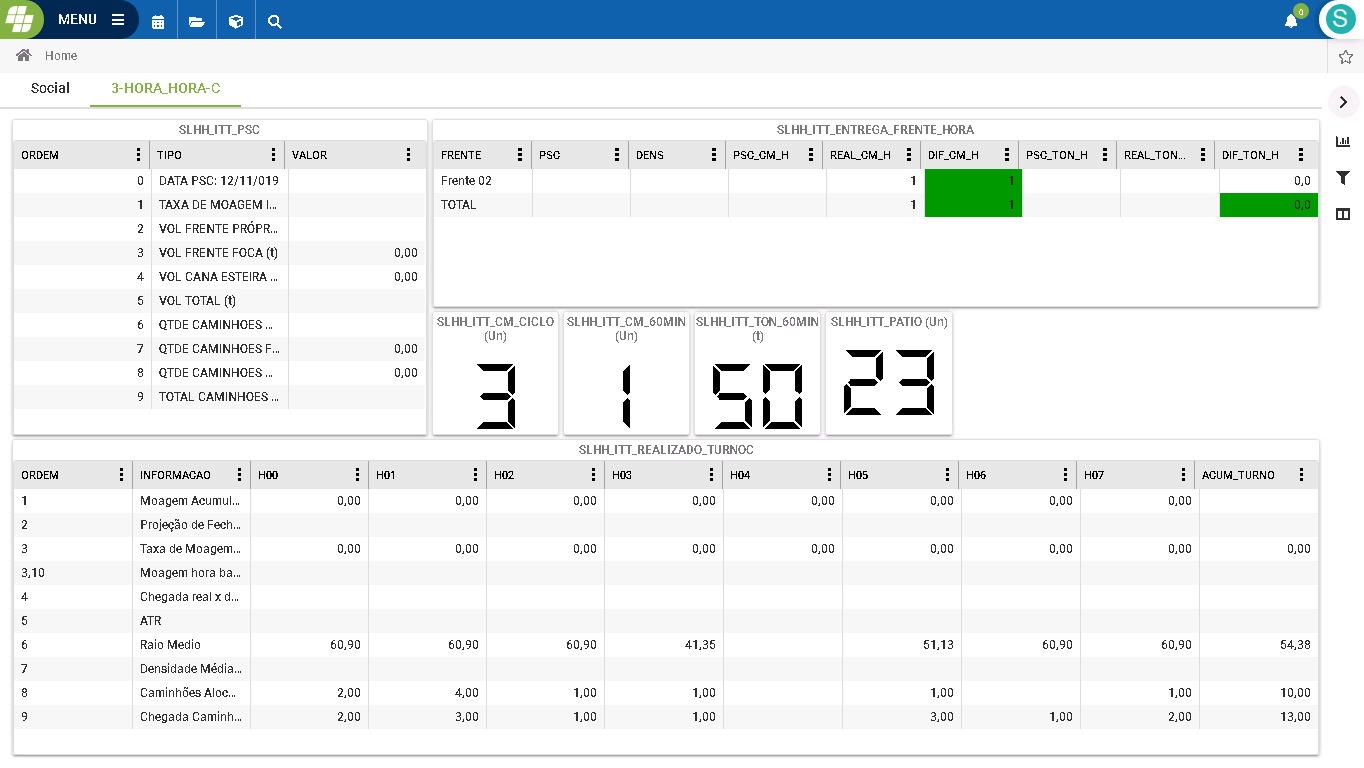 MENU
0
S
Home
Social 3-HORA_HORA-C
SLHH_ITT_PSC
ORDEM TIPO VALOR
0 DATA PSC: 12/11/019
1 TAXA DE MOAGEM I...
2 VOL FRENTE PRÓPR...
3 VOL FRENTE FOCA (t) 0,00
4 VOL CANA ESTEIRA ... 0,00
5 VOL TOTAL (t)
6 QTDE CAMINHOES ...
7 QTDE CAMINHOES F... 0,00
8 QTDE CAMINHOES ... 0,00
9 TOTAL CAMINHOES ...
SLHH_ITT_ENTREGA_FRENTE_HORA
FRENTE PSC DENS PSC_CM_H REAL_CM_H DIF_CM_H PSC_TON_H REAL_TON... DIF_TON_H
Frente 02 1 1 0,0
TOTAL 1 1 0,0
SLHH_ITT_CM_CICLO (Un)
3
SLHH_ITT_CM_60MIN (Un)
1
SLHH_ITT_TON_60MIN (t)
50
SLHH_ITT_PATIO (Un)
23
SLHH_ITT_REALIZADO_TURNOC
ORDEM INFORMACAO H00 H01 H02 H03 H04 H05 H06 H07 ACUM_TURNO
1 Moagem Acumul... 0,00 0,00 0,00 0,00 0,00 0,00 0,00 0,00
2 Projeção de Fech...
3 Taxa de Moagem... 0,00 0,00 0,00 0,00 0,00 0,00 0,00 0,00 0,00
3,10 Moagem hora ba...
4 Chegada real x d...
5 ATR
6 Raio Medio 60,90 60,90 60,90 41,35 51,13 60,90 60,90 54,38
7 Densidade Média...
8 Caminhões Aloc... 2,00 4,00 1,00 1,00 1,00 1,00 10,00
9 Chegada Caminh... 2,00 3,00 1,00 1,00 3,00 1,00 2,00 13,00